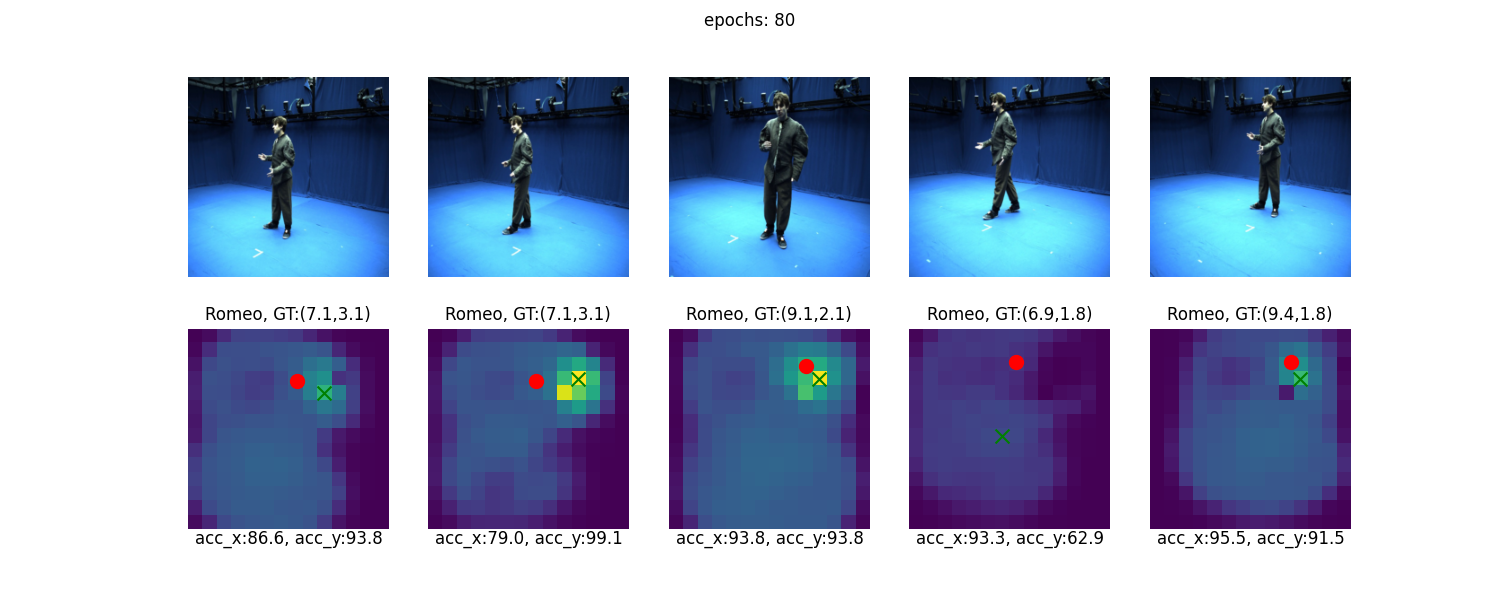 epochs: 80
Romeo, GT:(7.1,3.1)
Romeo, GT:(7.1,3.1)
Romeo, GT:(9.1,2.1)
Romeo, GT:(6.9,1.8)
Romeo, GT:(9.4,1.8)
acc_x:86.6, acc_y:93.8
acc_x:79.0, acc_y:99.1
acc_x:93.8, acc_y:93.8
acc_x:93.3, acc_y:62.9
acc_x:95.5, acc_y:91.5